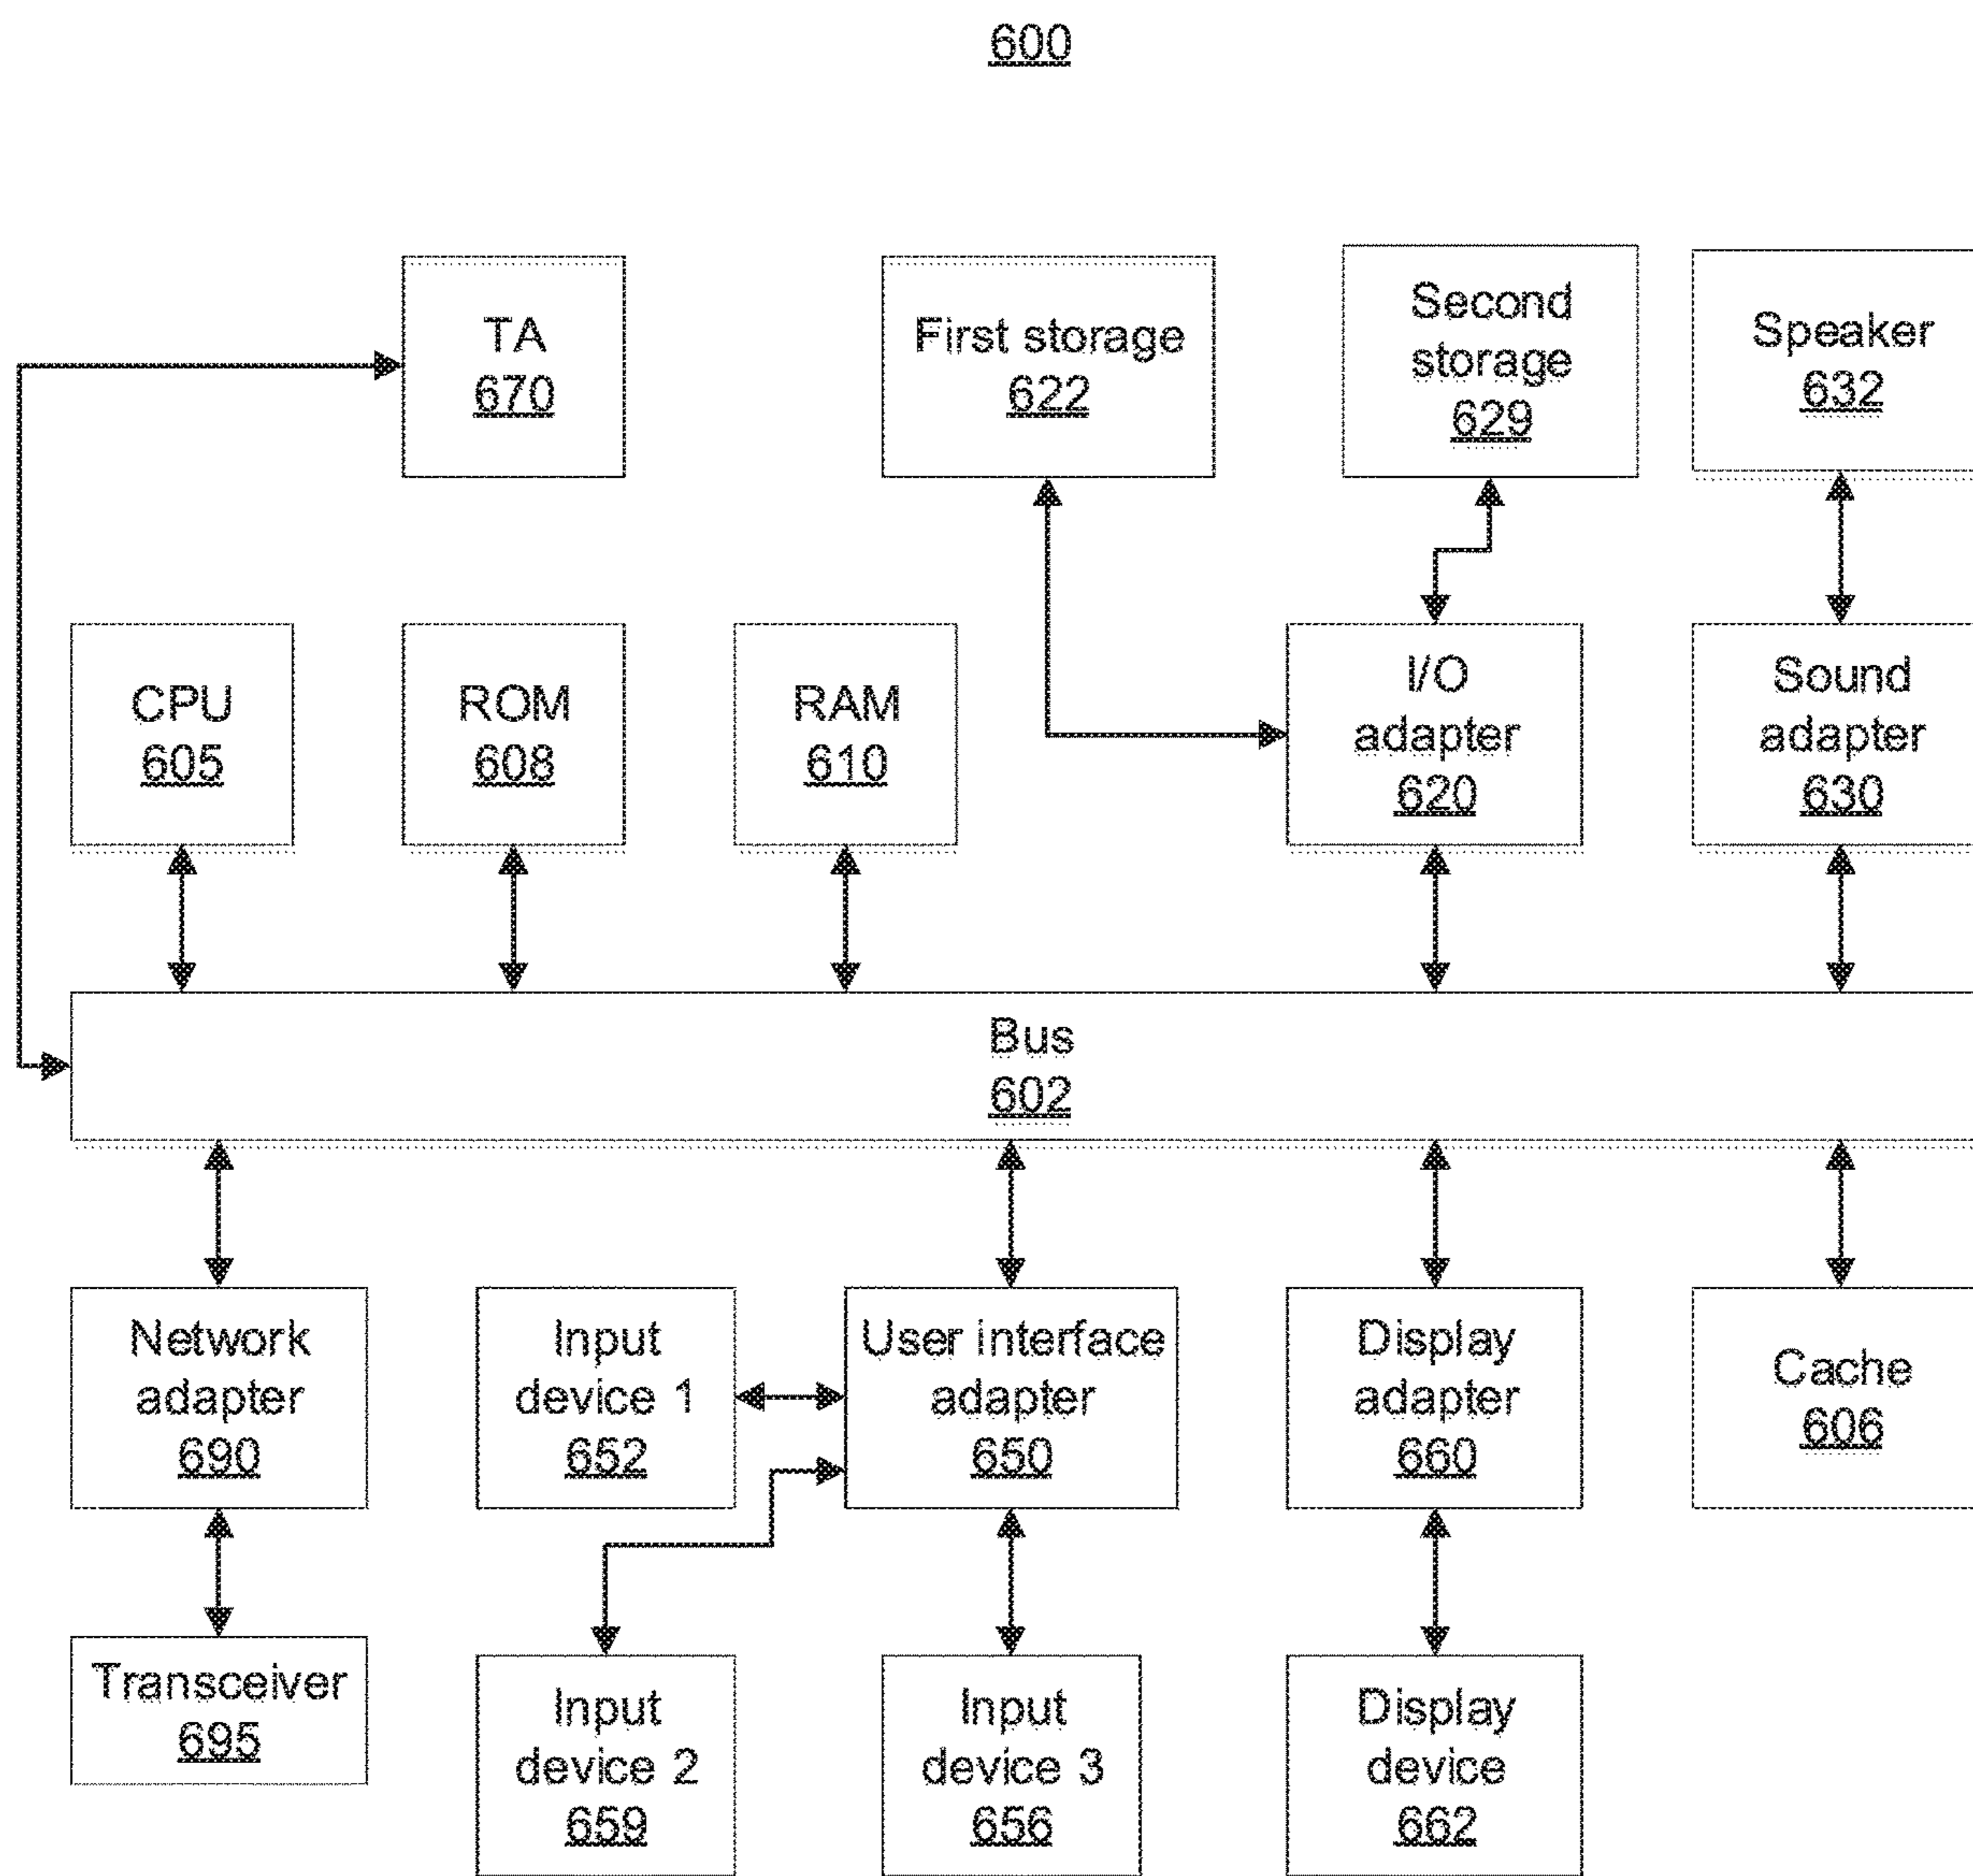 600
TA
670
First storage
622
Second
storage
629
Speaker
632
CPU
605
ROM
608
RAM
610
I/O
adapter
620
Sound
adapter
630
Bus
602
Network
adapter
690
Input
device 1
652
User interface
adapter
650
Display
adapter
660
Cache
606
Transceiver
695
Input
device 2
659
Input
device 3
656
Display
device
662